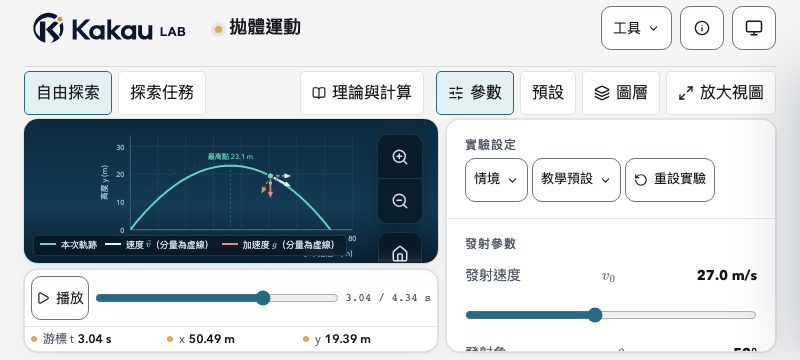 Kakau LAB
拋體運動
工具
自由探索
探索任務
理論與計算
參數
預設
圖層
放大視圖
最高點 23.1 m
高度 y (m)
30
20
10
0
80
本次軌跡
速度 v⃗（分量為虛線）
加速度 g（分量為虛線）
播放
3.04 / 4.34 s
游標 t 3.04 s
x 50.49 m
y 19.39 m
實驗設定
情境
教學預設
重設實驗
發射參數
發射速度
v₀
27.0 m/s